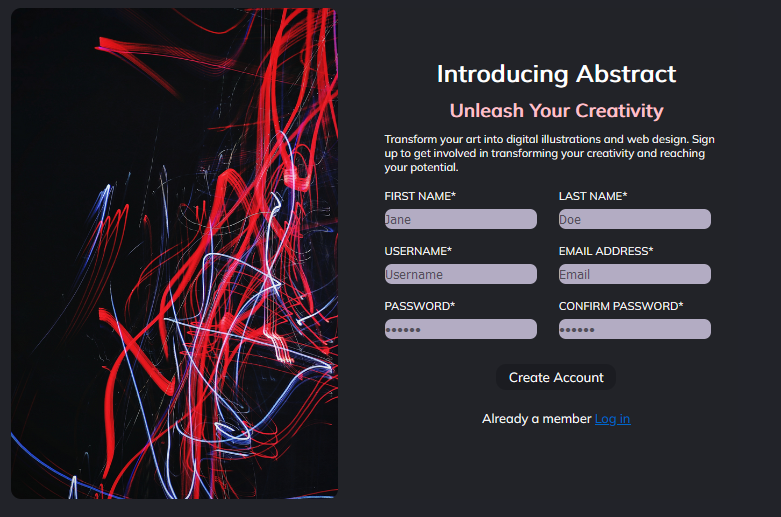 Introducing Abstract
Unleash Your Creativity
Transform your art into digital illustrations and web design. Sign
up to get involved in transforming your creativity and reaching
your potential.
FIRST NAME* LAST NAME*
Jane Doe
USERNAME* EMAIL ADDRESS*
Username Email
PASSWORD* CONFIRM PASSWORD*
•••••• ••••••
Create Account
Already a member Log in